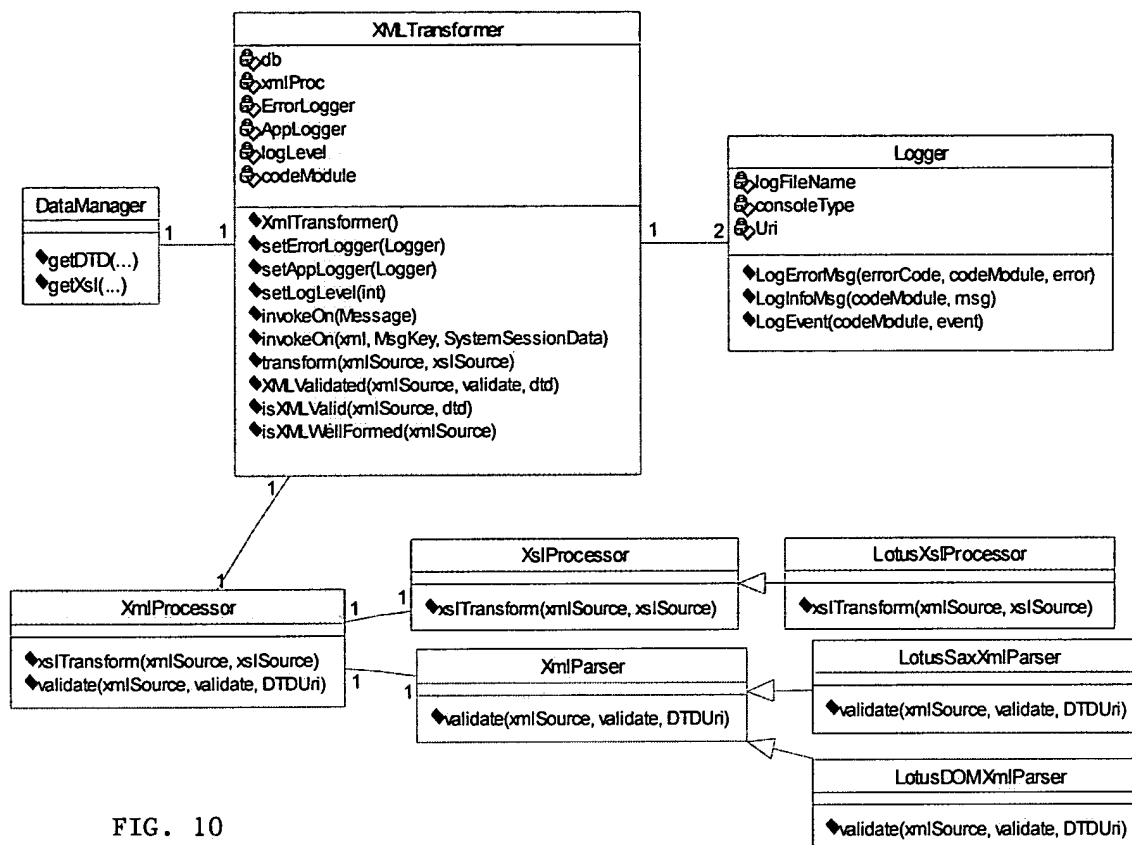 XMLTransformer
db
xmlProc
ErrorLogger
AppLogger
logLevel
codeModule
XmlTransformer()
setErrorLogger(Logger)
setAppLogger(Logger)
setLogLevel(int)
invokeOn(Message)
invokeOn(xml, MsgKey, SystemSessionData)
transform(xmlSource, xslSource)
XMLValidated(xmlSource, validate, dtd)
isXMLValid(xmlSource, dtd)
isXMLWellFormed(xmlSource)
DataManager
getDTD(...)
getXsl(...)
1
1
Logger
logFileName
consoleType
Uri
LogErrorMsg(errorCode, codeModule, error)
LogInfoMsg(codeModule, msg)
LogEvent(codeModule, event)
1
2
1
1
XmlProcessor
xslTransform(xmlSource, xslSource)
validate(xmlSource, validate, DTDUri)
1
1
XslProcessor
xslTransform(xmlSource, xslSource)
LotusXslProcessor
xslTransform(xmlSource, xslSource)
1
1
XmlParser
validate(xmlSource, validate, DTDUri)
LotusSaxXmlParser
validate(xmlSource, validate, DTDUri)
LotusDOMXmlParser
validate(xmlSource, validate, DTDUri)
FIG. 10